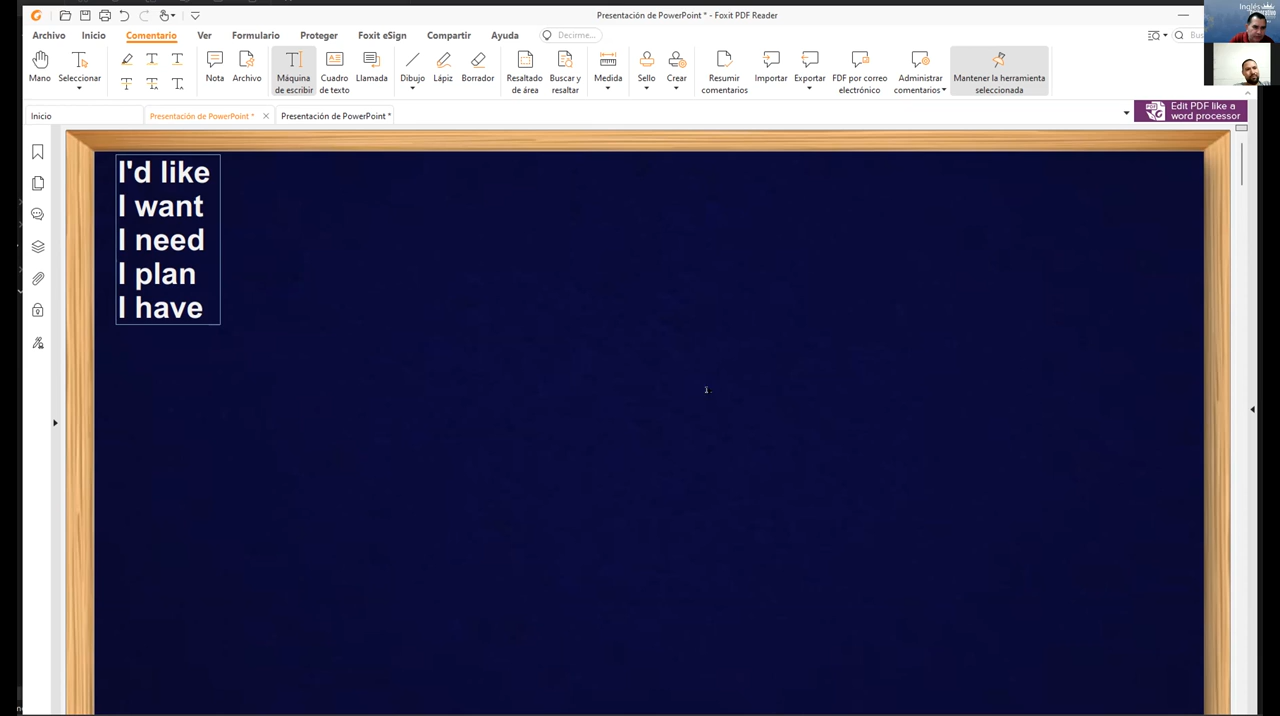 Presentación de PowerPoint * - Foxit PDF Reader
Archivo Inicio Comentario Ver Formulario Proteger Foxit eSign Compartir Ayuda Decirme... Bus
Mano
Seleccionar
Nota
Archivo
Máquina
de escribir
Cuadro
de texto
Llamada
Dibujo
Lápiz
Borrador
Resaltado
de área
Buscar y
resaltar
Medida
Sello
Crear
Resumir
comentarios
Importar
Exportar
PDF por correo
electrónico
Administrar
comentarios
Mantener la herramienta
seleccionada
Inicio
Presentación de PowerPoint *
Presentación de PowerPoint *
Edit PDF like a
word processor
I'd like
I want
I need
I plan
I have
Inglés